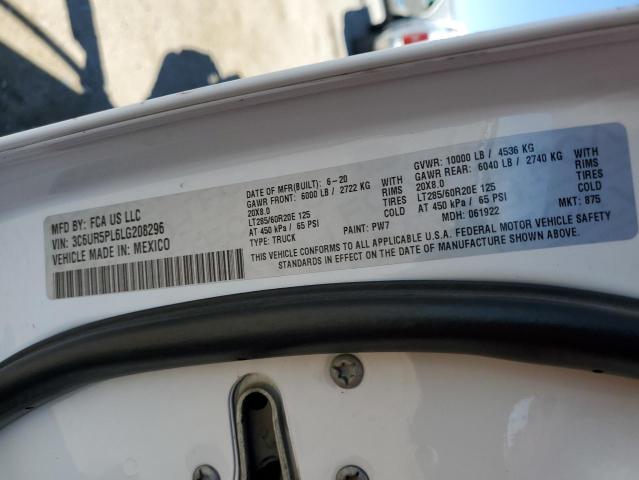 MFD BY: FCA US LLC
VIN: 3C6UR5PL6LG208296
VEHICLE MADE IN: MEXICO
DATE OF MFR(BUILT): 6-20
GAWR FRONT: 6000 LB / 2722 KG
20X8.0 WITH RIMS
LT285/60R20E 125 TIRES
AT 450 kPa / 65 PSI COLD
TYPE: TRUCK PAINT: PW7
GVWR: 10000 LB / 4536 KG
GAWR REAR: 6040 LB / 2740 KG
20X8.0 WITH RIMS
LT285/60R20E 125 TIRES
AT 450 kPa / 65 PSI COLD
MDH: 061922 MKT: 875
THIS VEHICLE CONFORMS TO ALL APPLICABLE U.S.A. FEDERAL MOTOR VEHICLE SAFETY
STANDARDS IN EFFECT ON THE DATE OF MANUFACTURE SHOWN ABOVE